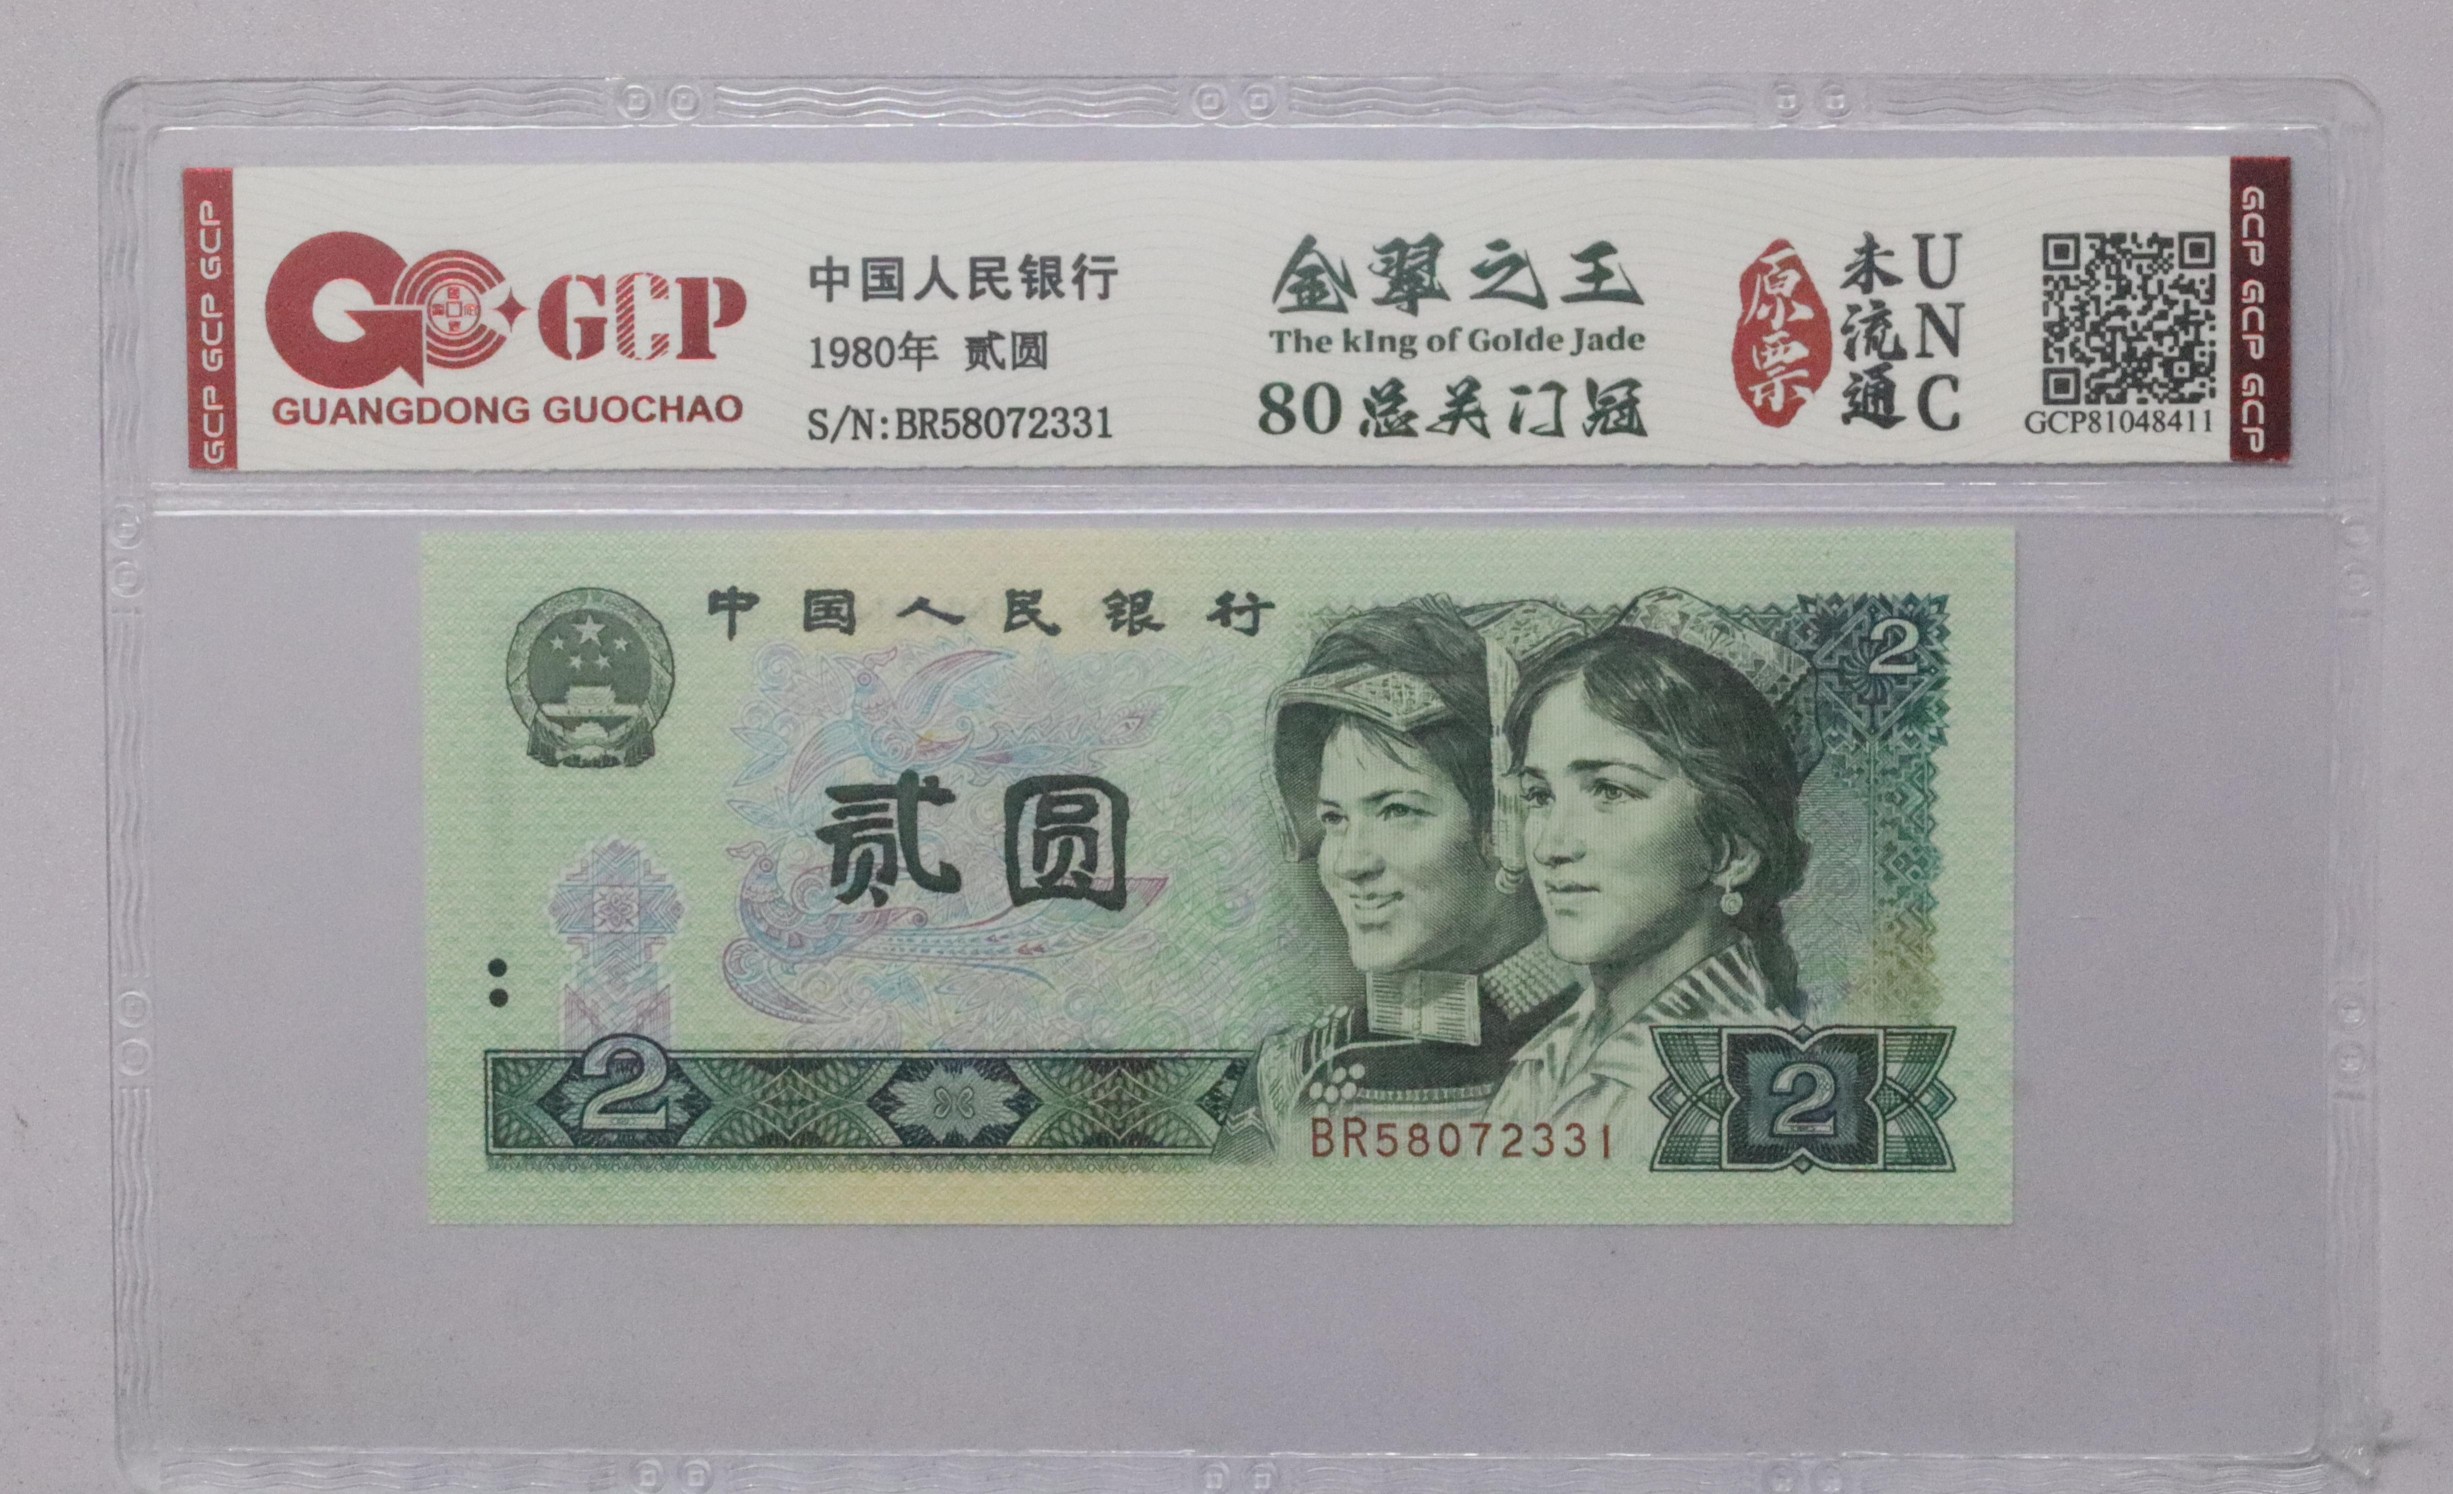 GCP GCP GCP
GCP
GUANGDONG GUOCHAO
中国人民银行
1980年 贰圆
S/N:BR58072331
金翠之王
The kIng of GoIde Jade
80总关门冠
原票
未流通
UNC
GCP81048411
GCP GCP GCP
中国人民银行
2
贰圆
2
BR58072331
2